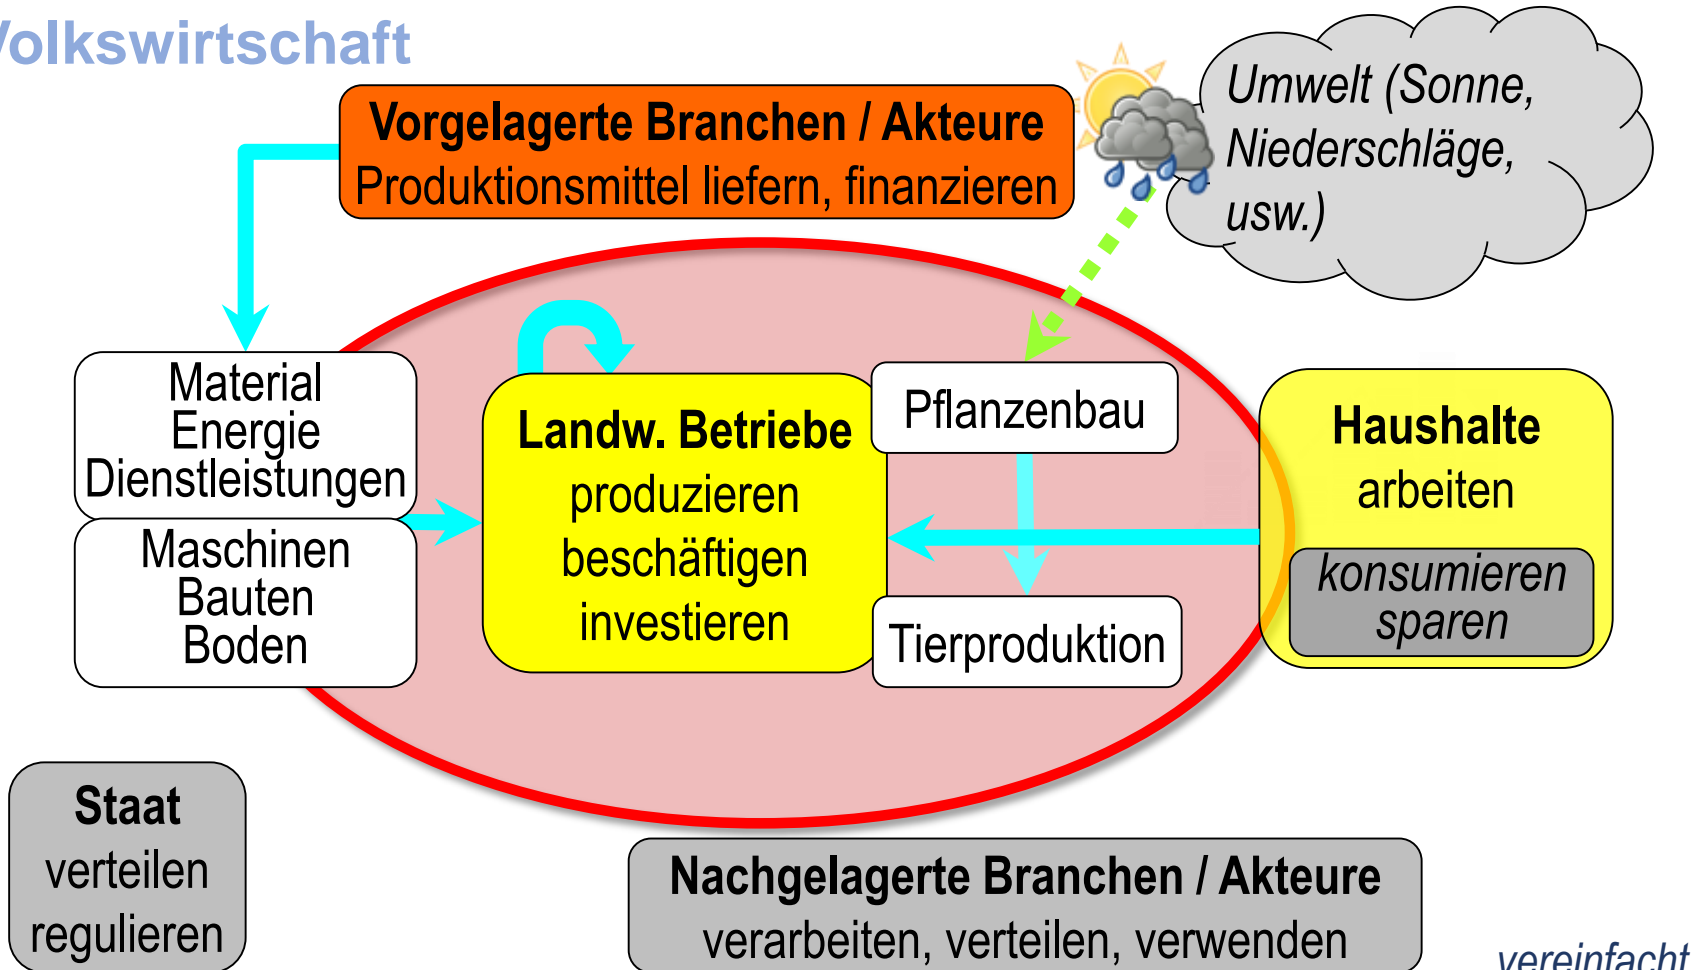 Volkswirtschaft
Vorgelagerte Branchen / Akteure
Produktionsmittel liefern, finanzieren
Umwelt (Sonne,
Niederschläge,
usw.)
Material
Energie
Dienstleistungen
Maschinen
Bauten
Boden
Landw. Betriebe
produzieren
beschäftigen
investieren
Pflanzenbau
Tierproduktion
Haushalte
arbeiten
konsumieren
sparen
Staat
verteilen
regulieren
Nachgelagerte Branchen / Akteure
verarbeiten, verteilen, verwenden
vereinfacht